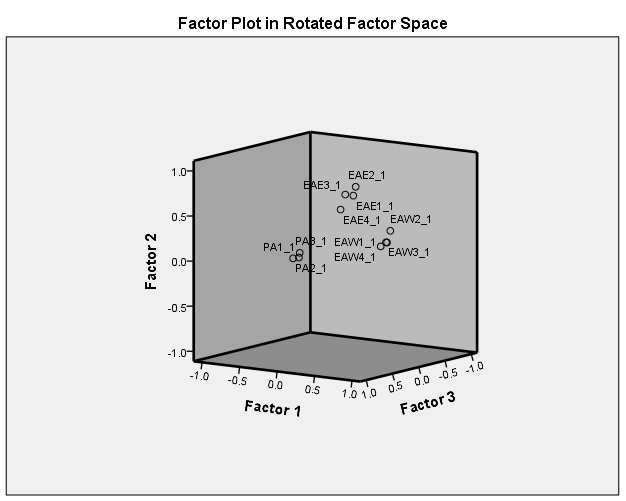 Factor Plot in Rotated Factor Space
EAE2_1
EAE3_1
EAE1_1
EAE4_1
EAW2_1
PA1_1
PA3_1
EAW1_1
EAW3_1
EAW4_1
PA2_1
Factor 2
1.0
0.5
0.0
-0.5
-1.0
-1.0 -0.5 0.0 0.5 1.0
Factor 1
1.0 0.5 0.0 -0.5 -1.0
Factor 3